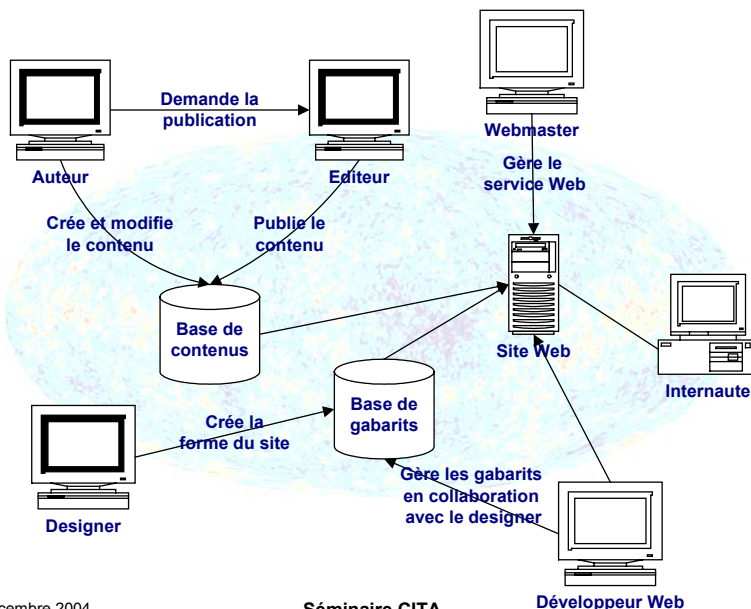 Demande la
publication
Auteur
Editeur
Webmaster
Gère le
service Web
Crée et modifie
le contenu
Publie le
contenu
Base de
contenus
Site Web
Internaute
Base de
gabarits
Crée la
forme du site
Designer
Gère les gabarits
en collaboration
avec le designer
Développeur Web
cembre 2004
Séminaire CITA